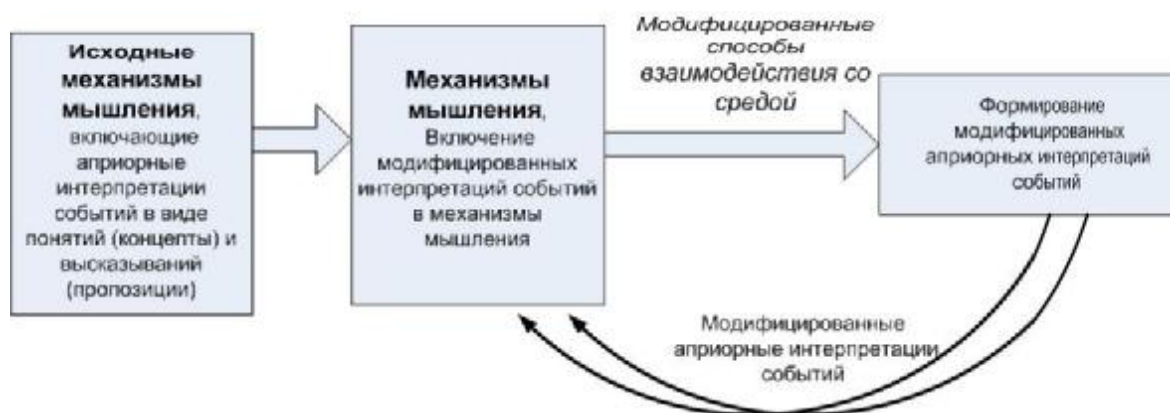 Исходные
механизмы
мышления,
включающие
априорные
интерпретации
событий в виде
понятий (концепты) и
высказываний
(пропозиции)
Механизмы
мышления,
Включение
модифицированных
интерпретаций событий
в механизмы
мышления
Модифицированные
способы
взаимодействия со
средой
Формирование
модифицированных
априорных интерпретаций
событий
Модифицированные
априорные интерпретации
событий